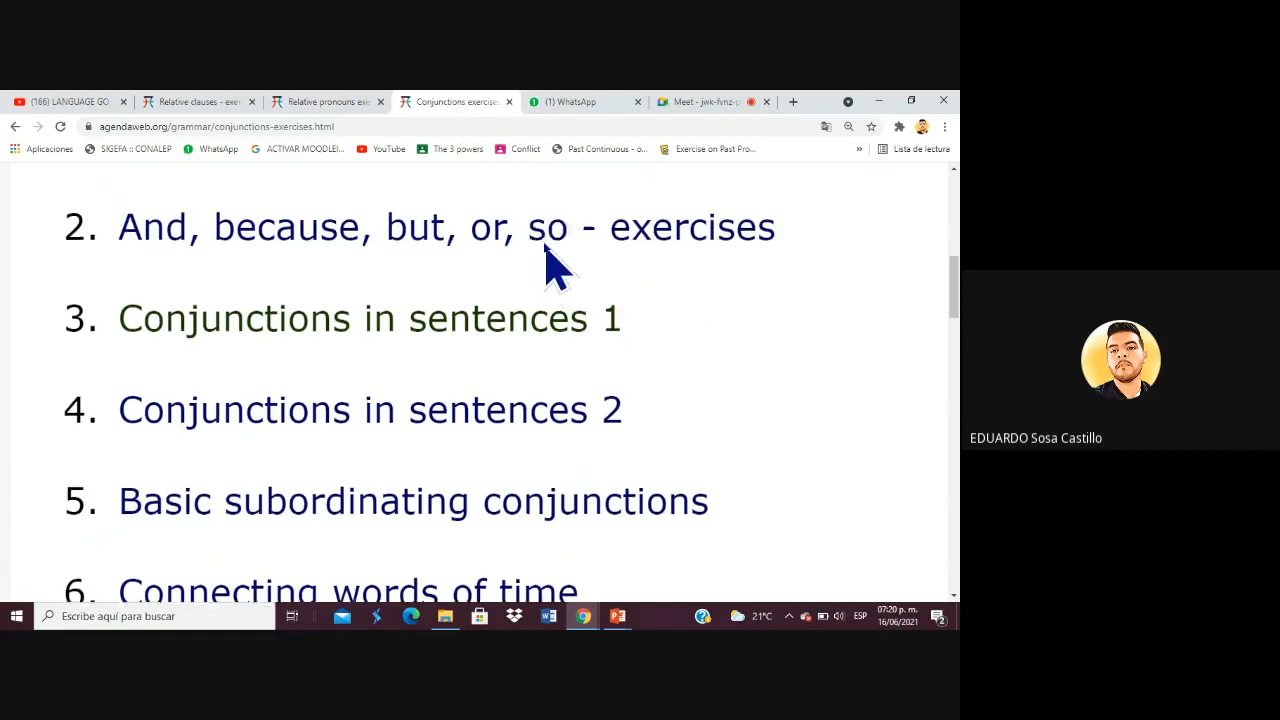 (166) LANGUAGE GO
Relative clauses - exer
Relative pronouns exe
Conjunctions exercises
(1) WhatsApp
Meet - jwk-fvnz-p
agendaweb.org/grammar/conjunctions-exercises.html
Aplicaciones
SIGEFA :: CONALEP
WhatsApp
ACTIVAR MOODLEI...
YouTube
The 3 powers
Conflict
Past Continuous - o...
Exercise on Past Pro...
»
Lista de lectura
2. And, because, but, or, so - exercises
3. Conjunctions in sentences 1
4. Conjunctions in sentences 2
5. Basic subordinating conjunctions
6. Connecting words of time
EDUARDO Sosa Castillo
Escribe aquí para buscar
21°C
ESP
07:20 p. m.
16/06/2021
2